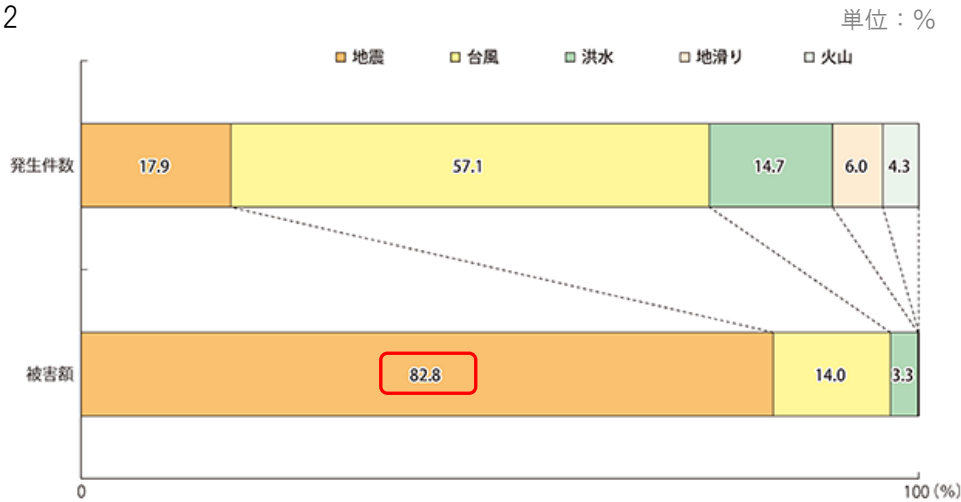 2
単位：%
地震 台風 洪水 地滑り 火山
発生件数 17.9 57.1 14.7 6.0 4.3
被害額 82.8 14.0 3.3
0 100 (%)